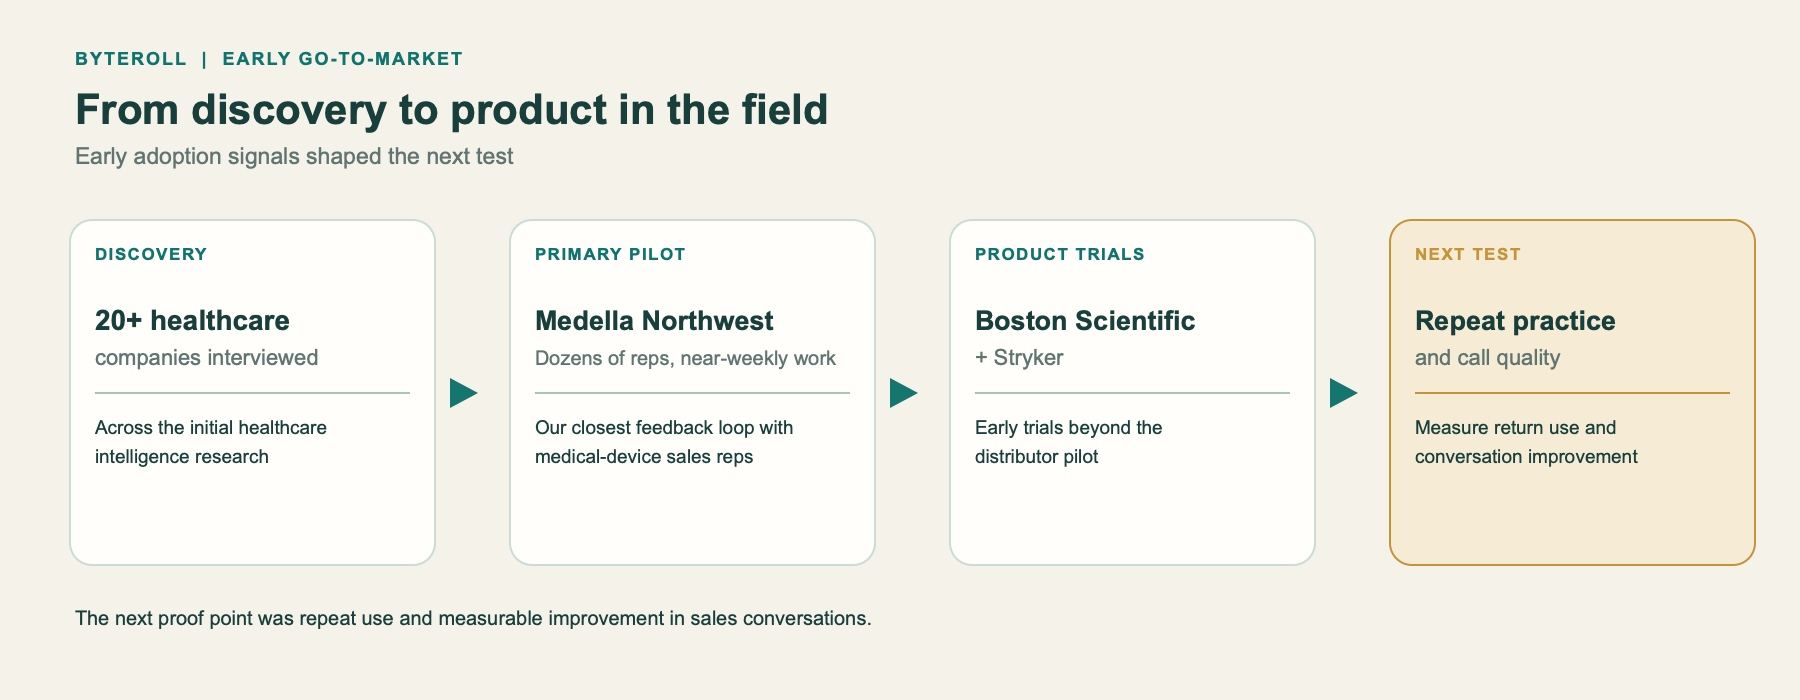 BYTEROLL | EARLY GO-TO-MARKET
From discovery to product in the field
Early adoption signals shaped the next test
DISCOVERY
20+ healthcare
companies interviewed
Across the initial healthcare
intelligence research
PRIMARY PILOT
Medella Northwest
Dozens of reps, near-weekly work
Our closest feedback loop with
medical-device sales reps
PRODUCT TRIALS
Boston Scientific
+ Stryker
Early trials beyond the
distributor pilot
NEXT TEST
Repeat practice
and call quality
Measure return use and
conversation improvement
The next proof point was repeat use and measurable improvement in sales conversations.